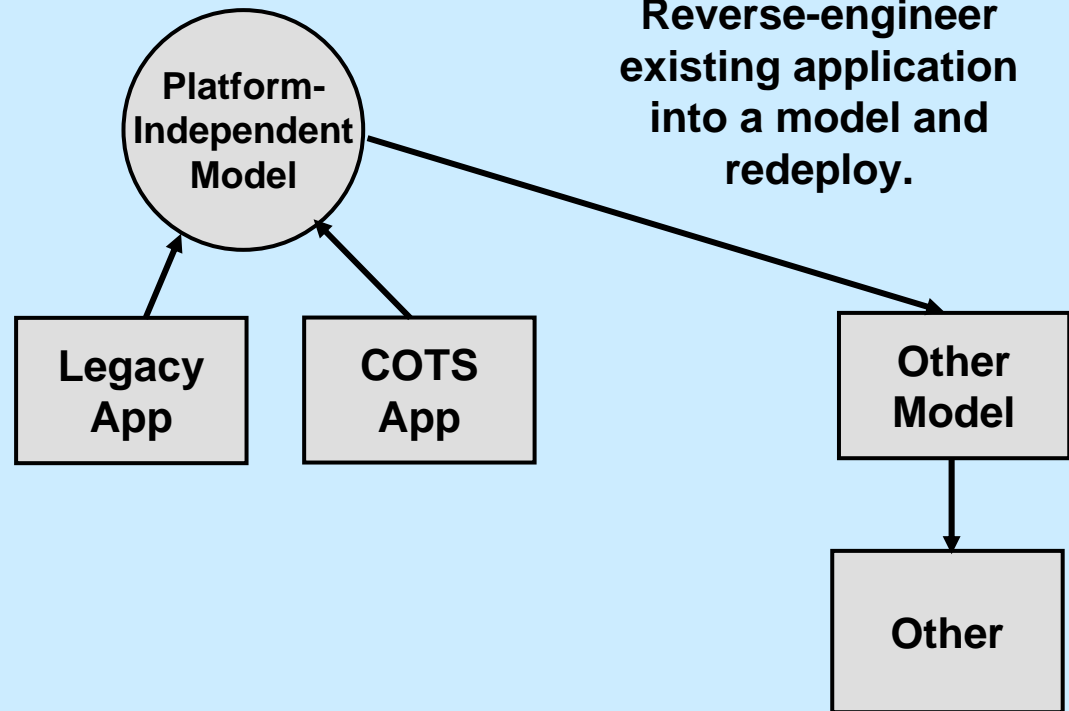 Reverse-engineer
existing application
into a model and
redeploy.
Platform-
Independent
Model
Legacy
App
COTS
App
Other
Model
Other